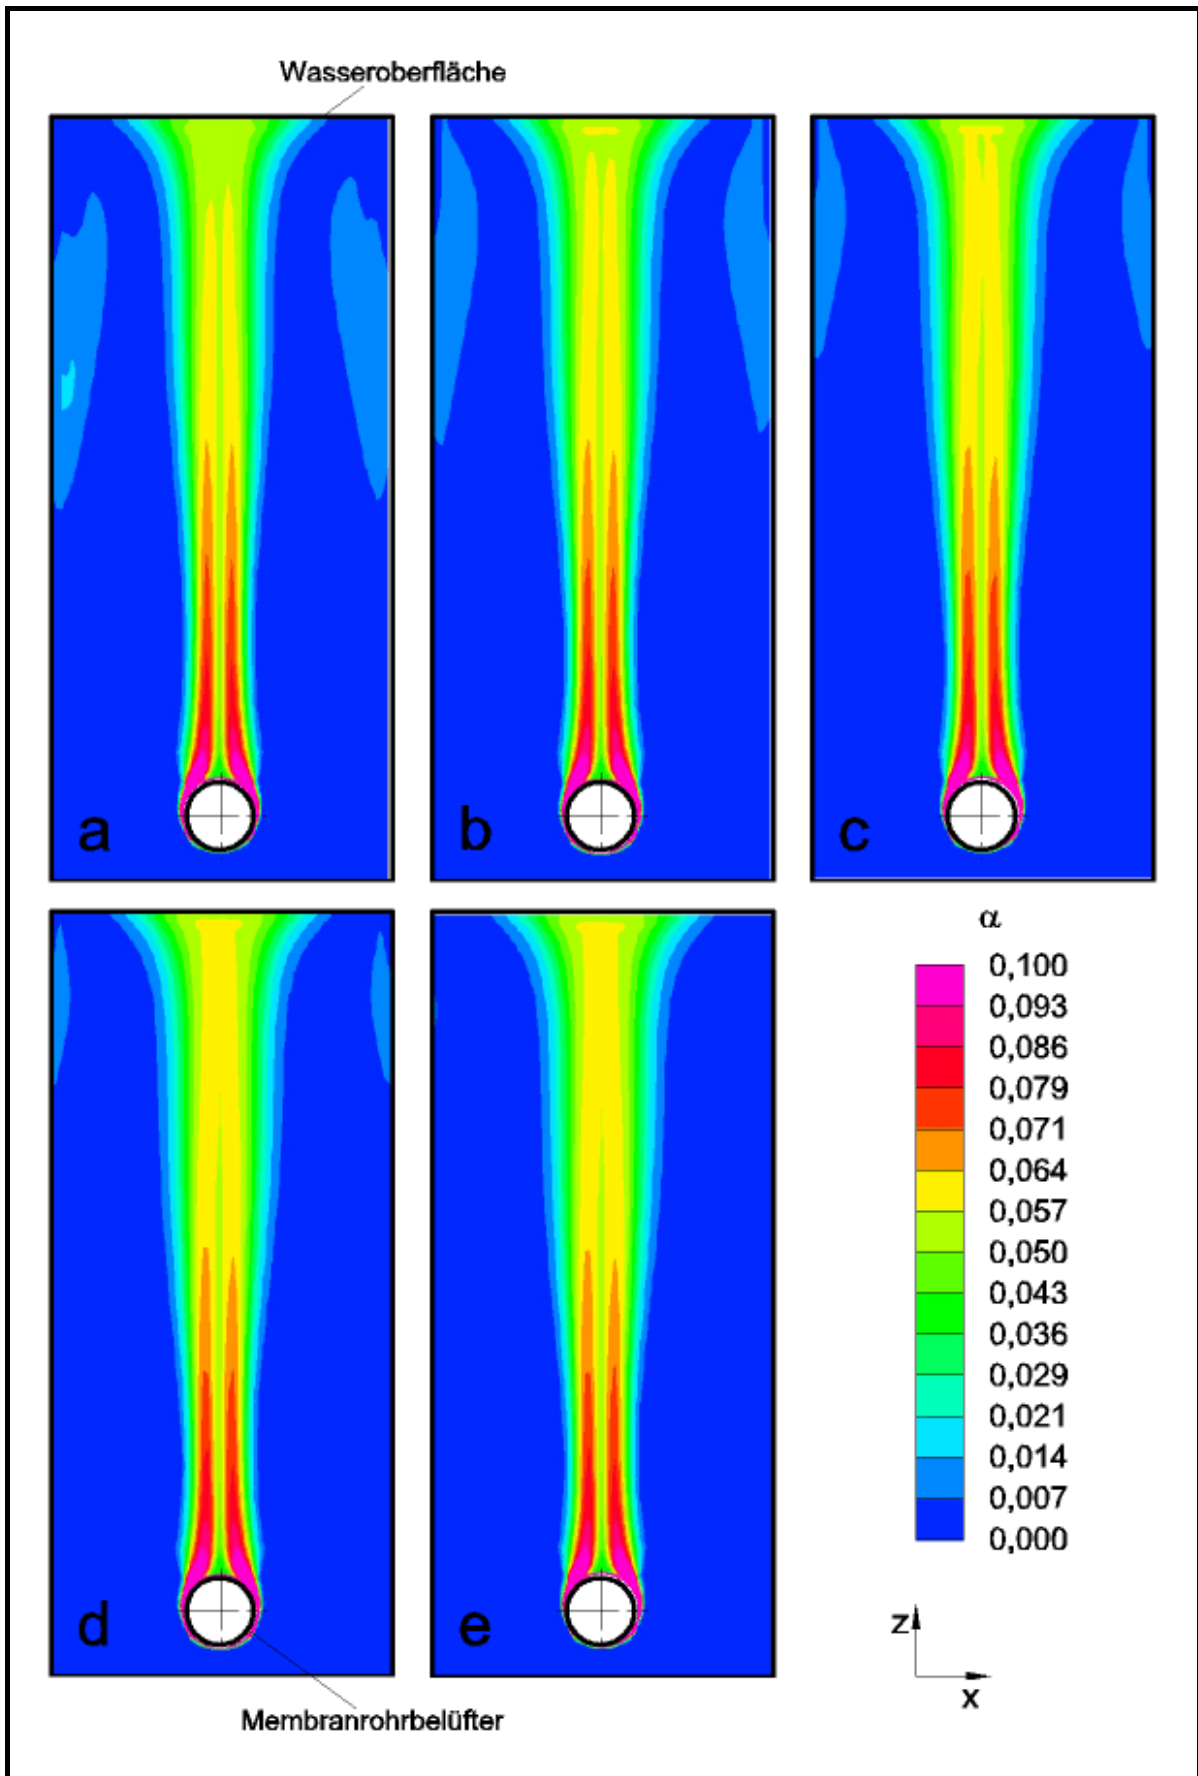 Wasseroberfläche
a
b
c
α
0,100
0,093
0,086
0,079
0,071
0,064
0,057
0,050
0,043
0,036
0,029
0,021
0,014
0,007
0,000
d
e
z
x
Membranrohrbelüfter